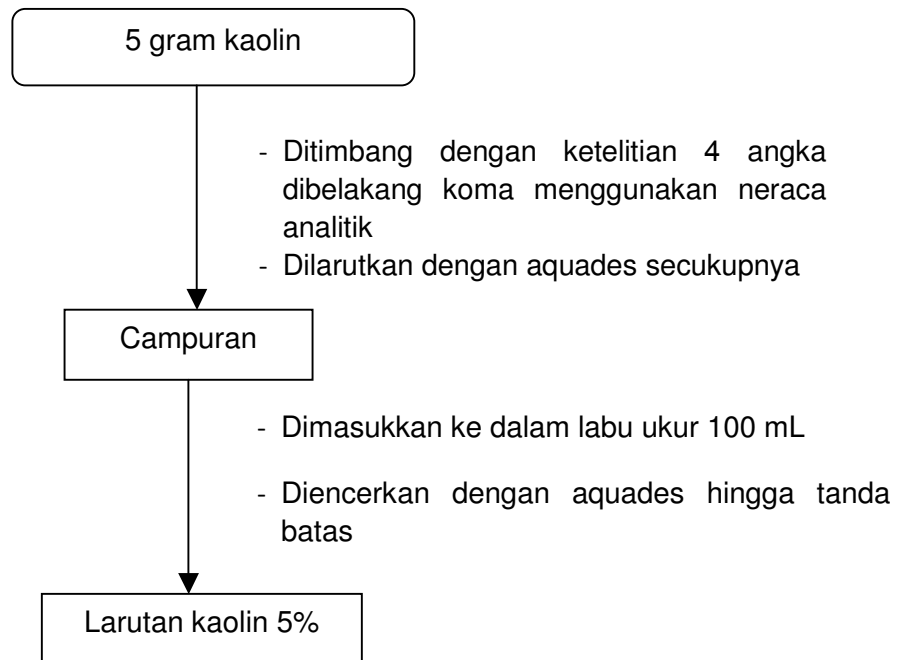 5 gram kaolin
- Ditimbang dengan ketelitian 4 angka
dibelakang koma menggunakan neraca
analitik
- Dilarutkan dengan aquades secukupnya
Campuran
- Dimasukkan ke dalam labu ukur 100 mL
- Diencerkan dengan aquades hingga tanda
batas
Larutan kaolin 5%